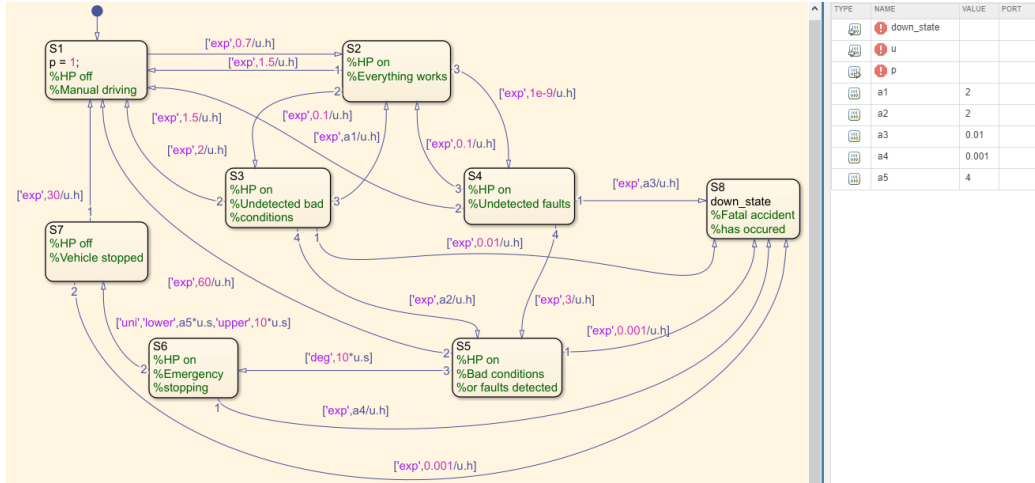 TYPE NAME VALUE PORT
down_state
u
p
a1 2
a2 2
a3 0.01
a4 0.001
a5 4
S1
p = 1;
%HP off
%Manual driving
['exp',0.7/u.h]
['exp',1.5/u.h]
1
2
3
S2
%HP on
%Everything works
['exp',1e-9/u.h]
['exp',0.1/u.h]
['exp',a1/u.h]
['exp',0.1/u.h]
['exp',1.5/u.h]
['exp',2/u.h]
S3
%HP on
%Undetected bad
%conditions
2
3
4
1
S4
%HP on
%Undetected faults
3
2
1
4
['exp',a3/u.h]
S8
down_state
%Fatal accident
%has occured
['exp',30/u.h]
1
S7
%HP off
%Vehicle stopped
2
['exp',0.01/u.h]
['exp',60/u.h]
['exp',a2/u.h]
['exp',3/u.h]
['uni','lower',a5*u.s,'upper',10*u.s]
['exp',0.001/u.h]
S6
%HP on
%Emergency
%stopping
2
1
['deg',10*u.s]
S5
%HP on
%Bad conditions
%or faults detected
2
3
1
['exp',a4/u.h]
['exp',0.001/u.h]